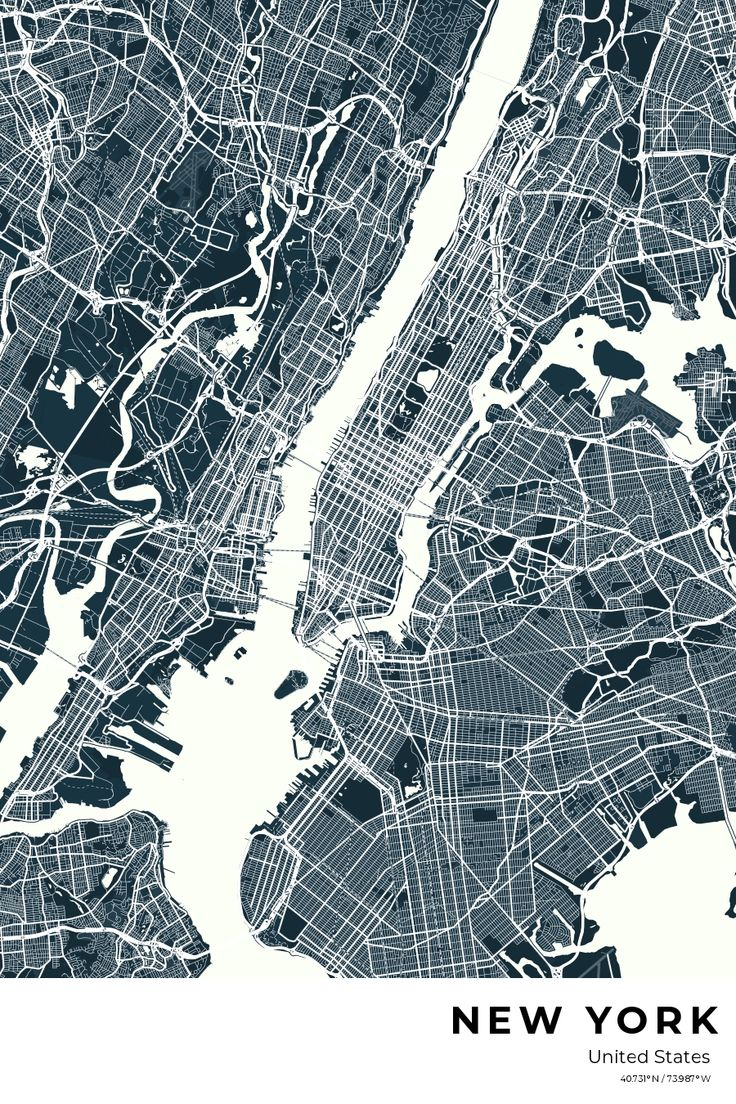 NEW YORK
United States
40.731°N / 73.987°W